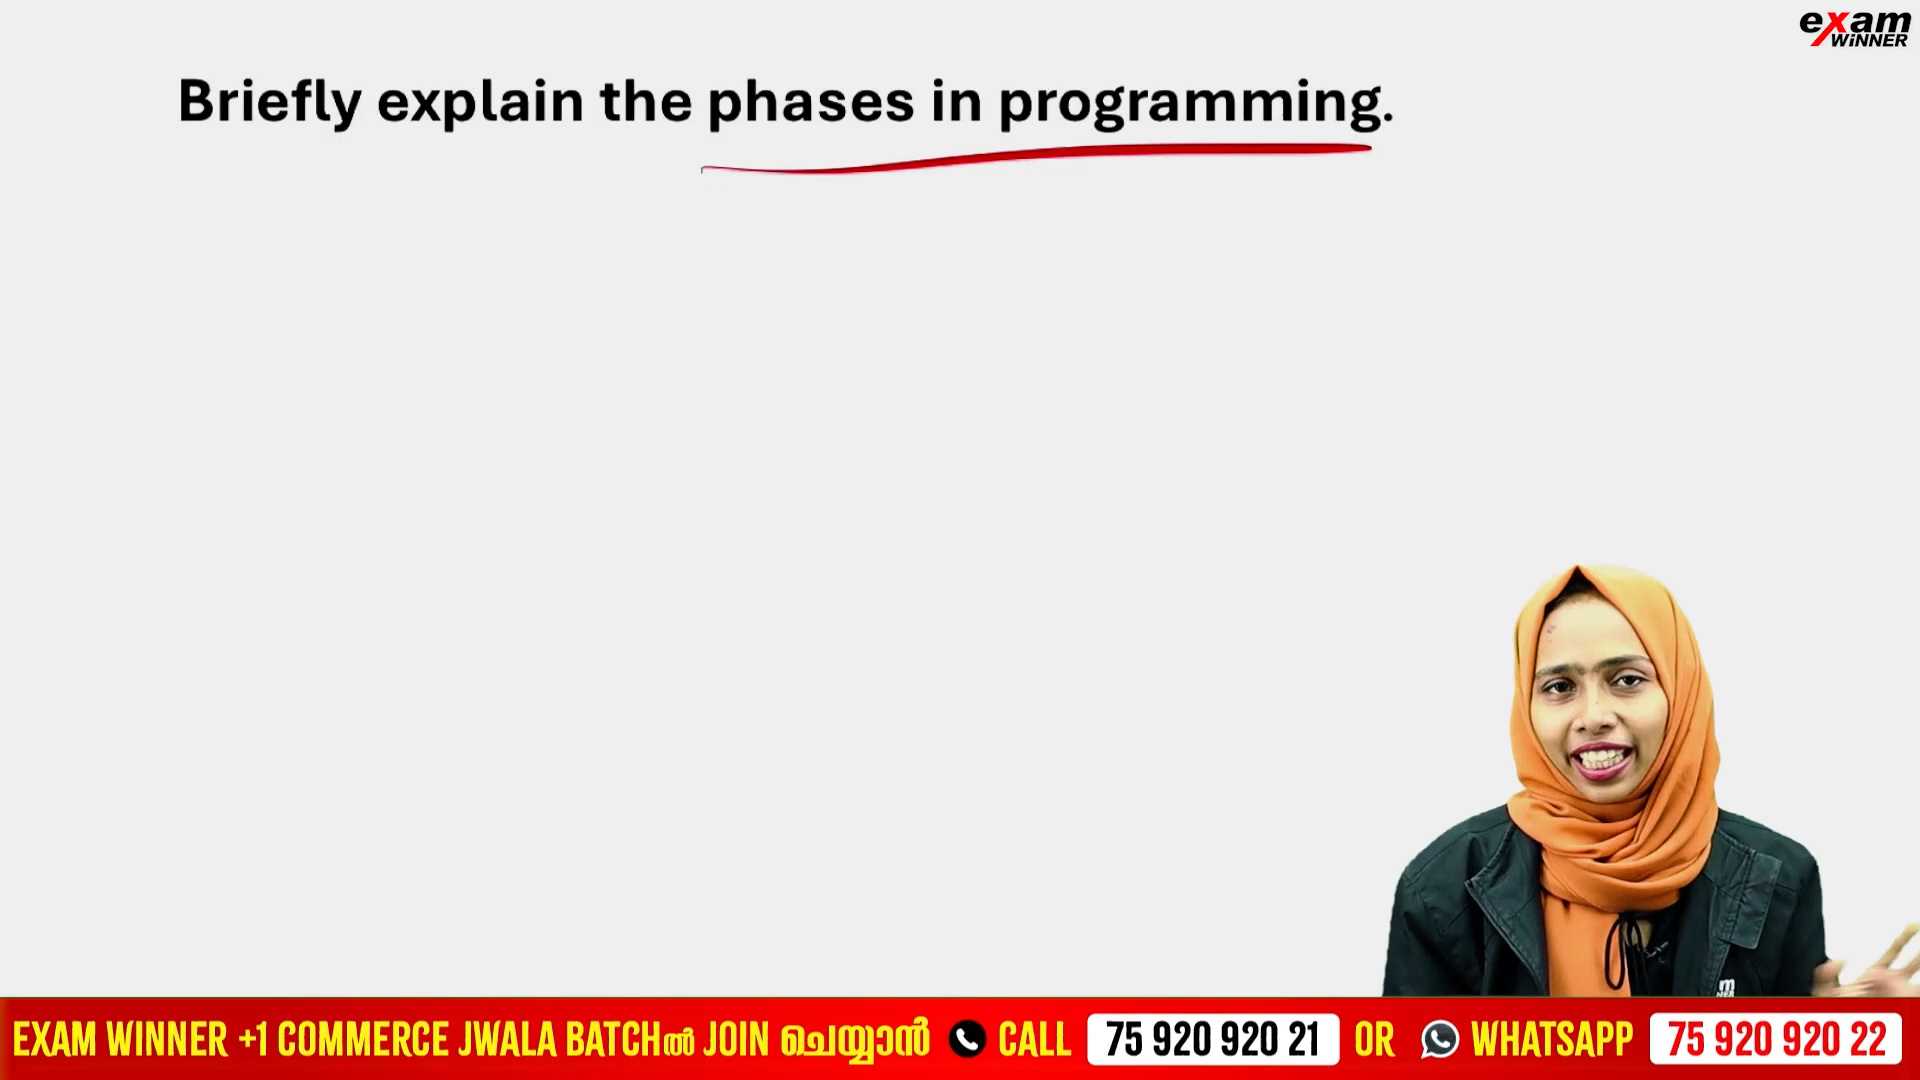 exam
WiNNER
Briefly explain the phases in programming.
EXAM WINNER +1 COMMERCE JWALA BATCHൽ JOIN ചെയ്യാൻ CALL 75 920 920 21 OR WHATSAPP 75 920 920 22